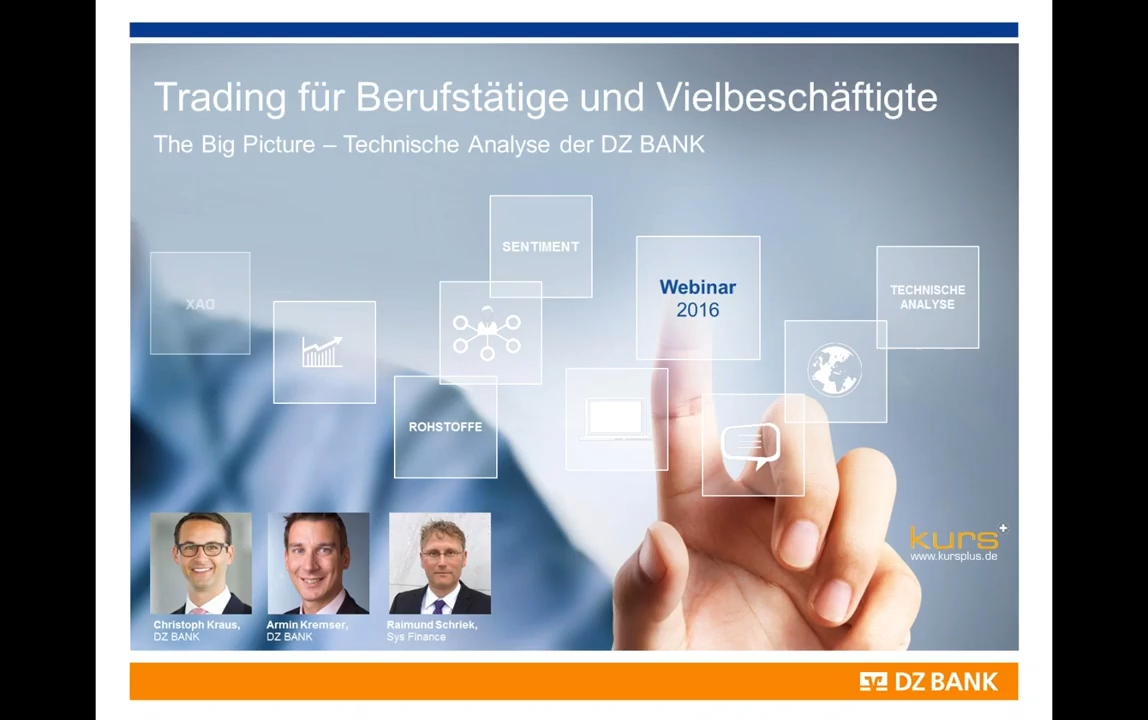 Trading für Berufstätige und Vielbeschäftigte
The Big Picture – Technische Analyse der DZ BANK
SENTIMENT
Webinar
2016
TECHNISCHE
ANALYSE
DAX
ROHSTOFFE
kurs+
www.kursplus.de
Christoph Kraus,
DZ BANK
Armin Kremser,
DZ BANK
Raimund Schriek,
Sys Finance
DZ BANK